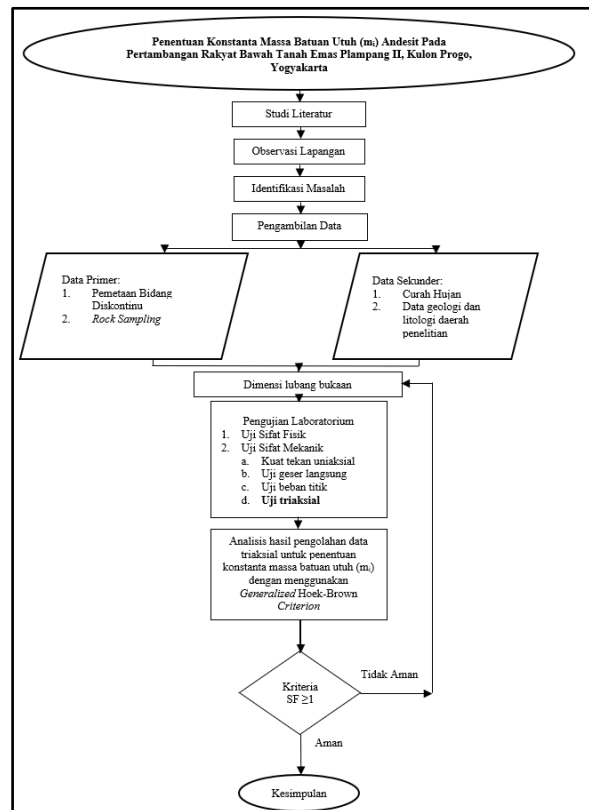 Penentuan Konstanta Massa Batuan Utuh (mᵢ) Andesit Pada
Pertambangan Rakyat Bawah Tanah Emas Plampang II, Kulon Progo,
Yogyakarta
Studi Literatur
Observasi Lapangan
Identifikasi Masalah
Pengambilan Data
Data Primer:
1. Pemetaan Bidang
Diskontinu
2. Rock Sampling
Data Sekunder:
1. Curah Hujan
2. Data geologi dan
litologi daerah
penelitian
Dimensi lubang bukaan
Pengujian Laboratorium
1. Uji Sifat Fisik
2. Uji Sifat Mekanik
a. Kuat tekan uniaksial
b. Uji geser langsung
c. Uji beban titik
d. Uji triaksial
Analisis hasil pengolahan data
triaksial untuk penentuan
konstanta massa batuan utuh (mᵢ)
dengan menggunakan
Generalized Hoek-Brown
Criterion
Kriteria
SF ≥1
Tidak Aman
Aman
Kesimpulan